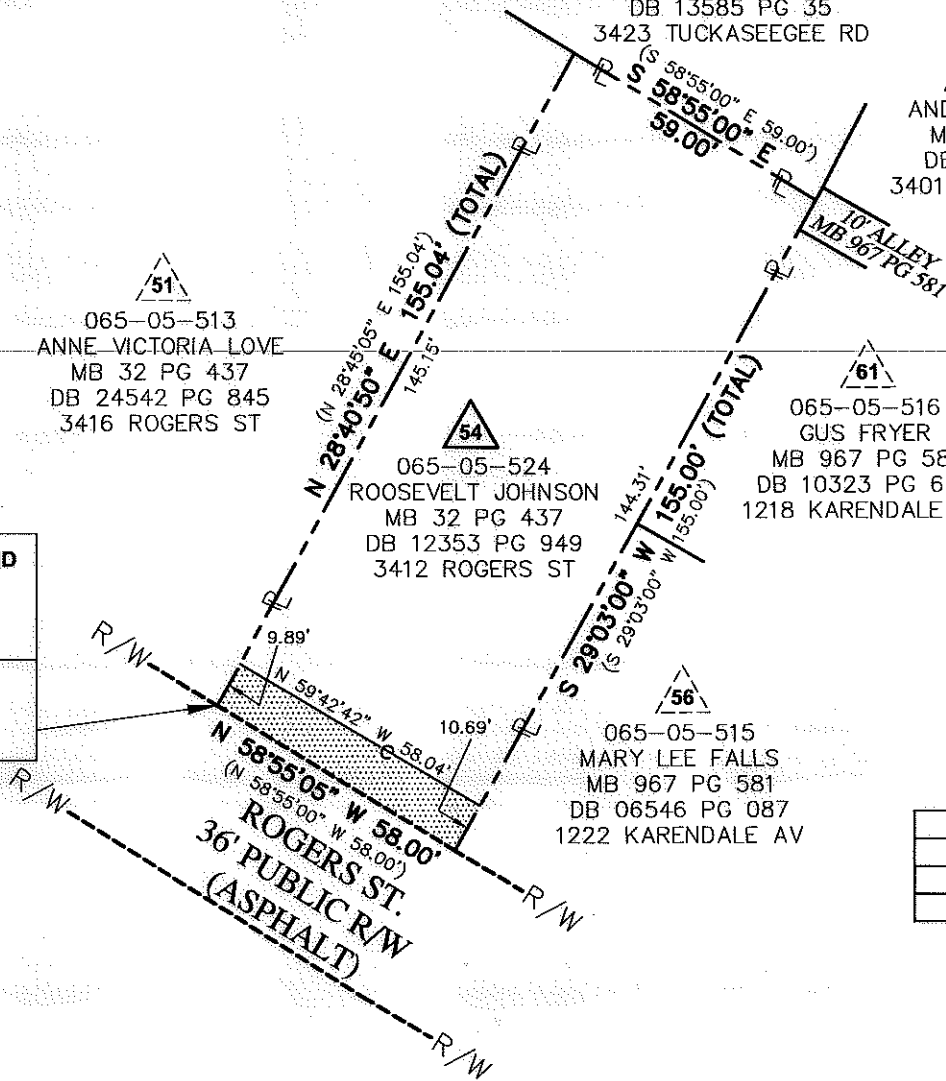 DB 13585 PG 35
3423 TUCKASEEGEE RD
(S 58°55'00" E 59.00')
S 58°55'00" E
59.00'
AND
M
DB
3401
10' ALLEY
MB 967 PG 581
51
065-05-513
ANNE VICTORIA LOVE
MB 32 PG 437
DB 24542 PG 845
3416 ROGERS ST
(N 28°45'05" E 155.04')
N 28°40'50" E 155.04' (TOTAL)
145.15'
54
065-05-524
ROOSEVELT JOHNSON
MB 32 PG 437
DB 12353 PG 949
3412 ROGERS ST
144.31'
S 29°03'00" W 155.00' (TOTAL)
(S 29°03'00" W 155.00')
61
065-05-516
GUS FRYER
MB 967 PG 58
DB 10323 PG 6
1218 KARENDALE
56
065-05-515
MARY LEE FALLS
MB 967 PG 581
DB 06546 PG 087
1222 KARENDALE AV
D
R/W
9.89'
N 59°42'42" W 58.04'
C
10.69'
N 58°55'05" W 58.00'
(N 58°55'00" W 58.00')
ROGERS ST.
36' PUBLIC R/W
(ASPHALT)
R/W
R/W
R/W